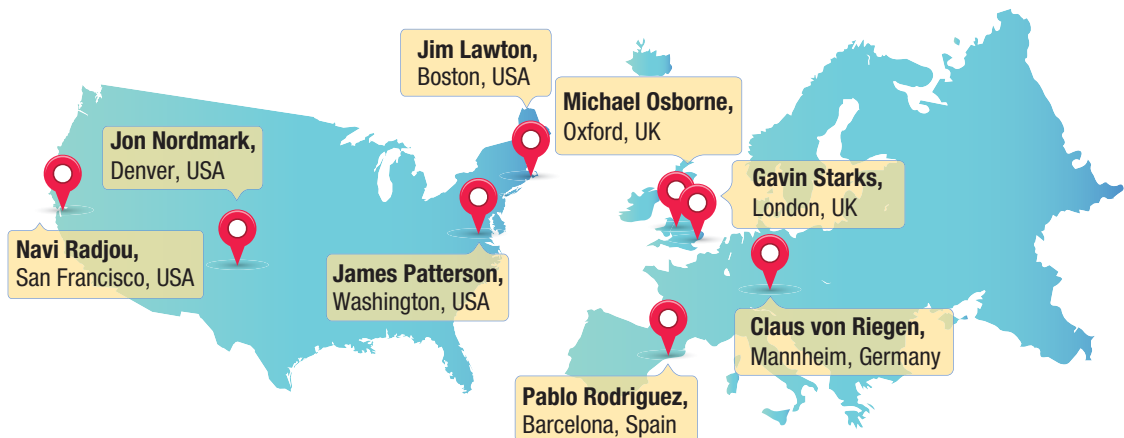 Jim Lawton,
Boston, USA
Michael Osborne,
Oxford, UK
Jon Nordmark,
Denver, USA
Gavin Starks,
London, UK
Navi Radjou,
San Francisco, USA
James Patterson,
Washington, USA
Claus von Riegen,
Mannheim, Germany
Pablo Rodriguez,
Barcelona, Spain